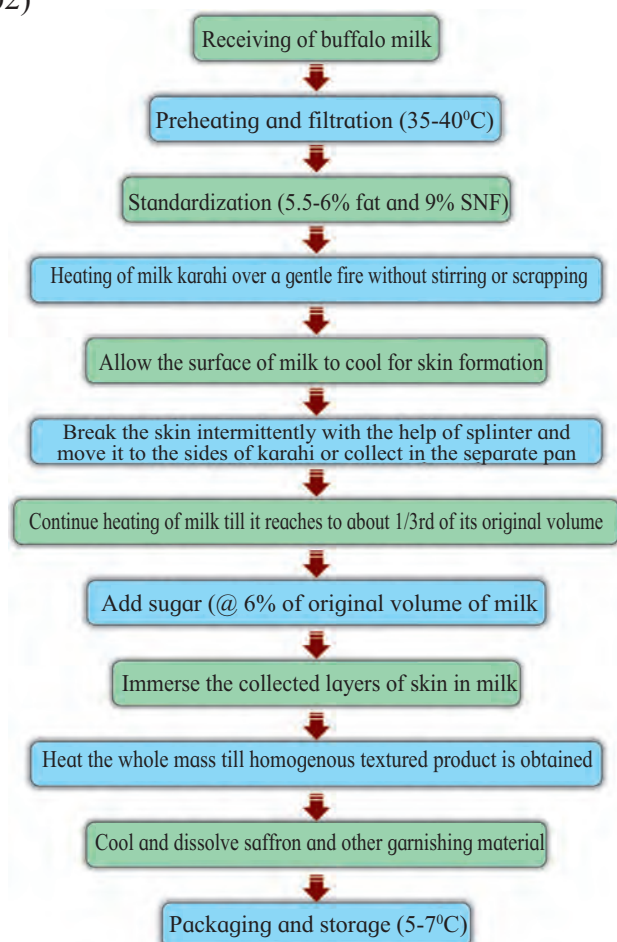 2)
Receiving of buffalo milk
Preheating and filtration (35-40⁰C)
Standardization (5.5-6% fat and 9% SNF)
Heating of milk karahi over a gentle fire without stirring or scrapping
Allow the surface of milk to cool for skin formation
Break the skin intermittently with the help of splinter and
move it to the sides of karahi or collect in the separate pan
Continue heating of milk till it reaches to about 1/3rd of its original volume
Add sugar (@ 6% of original volume of milk
Immerse the collected layers of skin in milk
Heat the whole mass till homogenous textured product is obtained
Cool and dissolve saffron and other garnishing material
Packaging and storage (5-7⁰C)